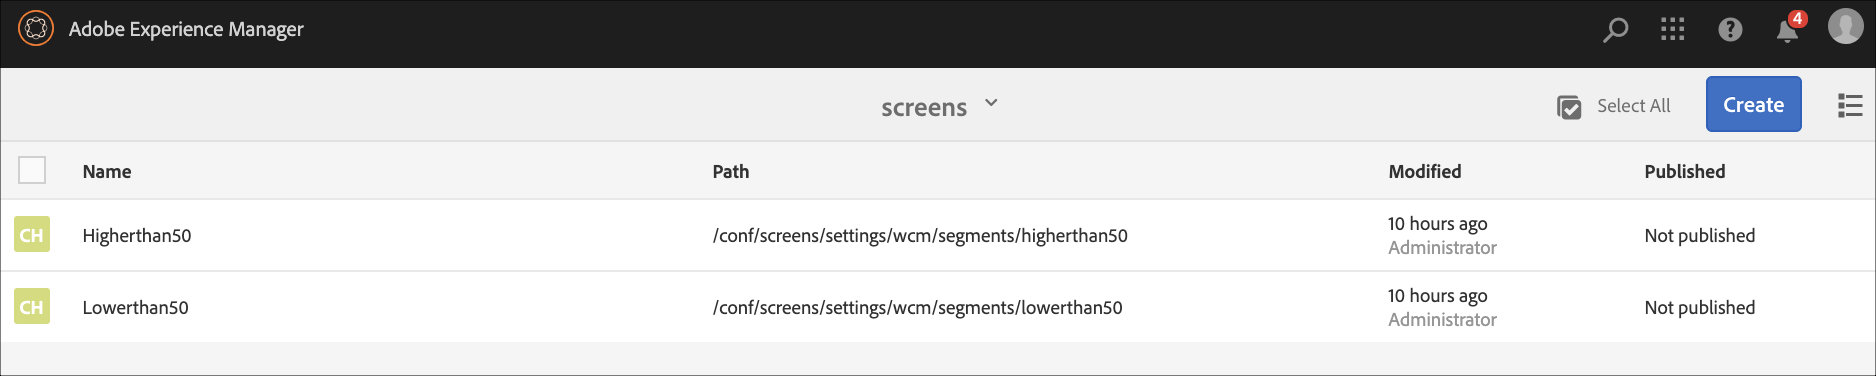 Adobe Experience Manager
4
screens
Select All
Create
Name Path Modified Published
CH Higherthan50 /conf/screens/settings/wcm/segments/higherthan50 10 hours ago Not published
Administrator
CH Lowerthan50 /conf/screens/settings/wcm/segments/lowerthan50 10 hours ago Not published
Administrator